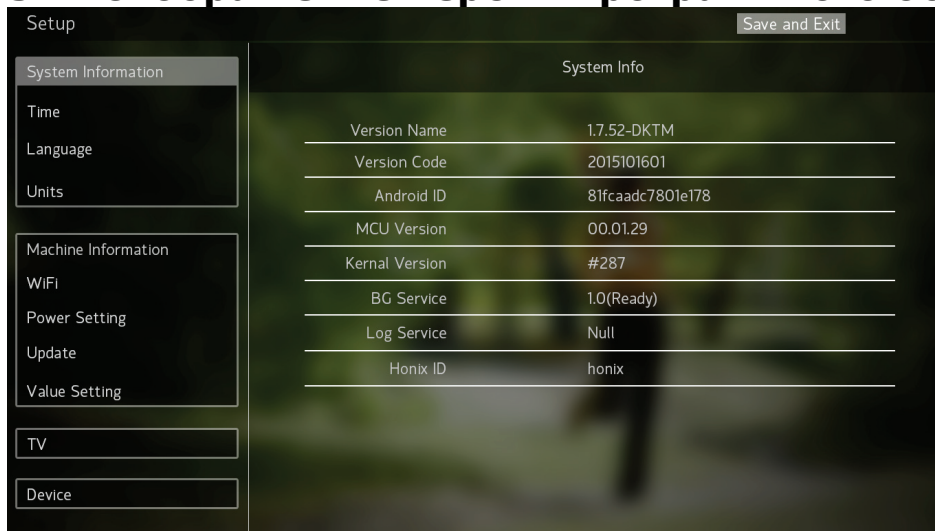 Setup
Save and Exit
System Information
Time
Language
Units
Machine Information
WiFi
Power Setting
Update
Value Setting
TV
Device
System Info
Version Name 1.7.52-DKTM
Version Code 2015101601
Android ID 81fcaadc7801e178
MCU Version 00.01.29
Kernal Version #287
BG Service 1.0(Ready)
Log Service Null
Honix ID honix